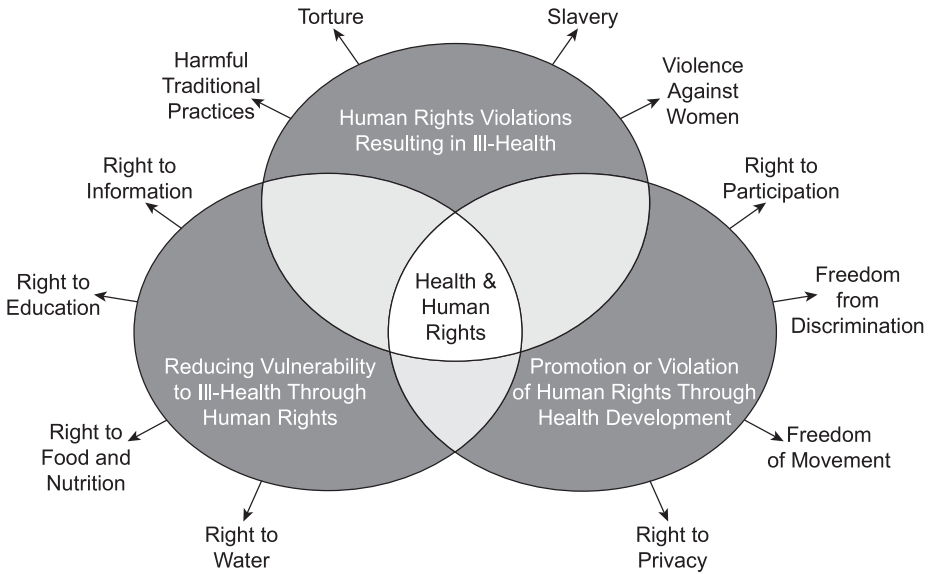 Torture
Slavery
Harmful
Traditional
Practices
Violence
Against
Women
Human Rights Violations
Resulting in Ill-Health
Right to
Information
Right to
Participation
Right to
Education
Health &
Human
Rights
Freedom
from
Discrimination
Reducing Vulnerability
to Ill-Health Through
Human Rights
Promotion or Violation
of Human Rights Through
Health Development
Right to
Food and
Nutrition
Freedom
of Movement
Right to
Water
Right to
Privacy